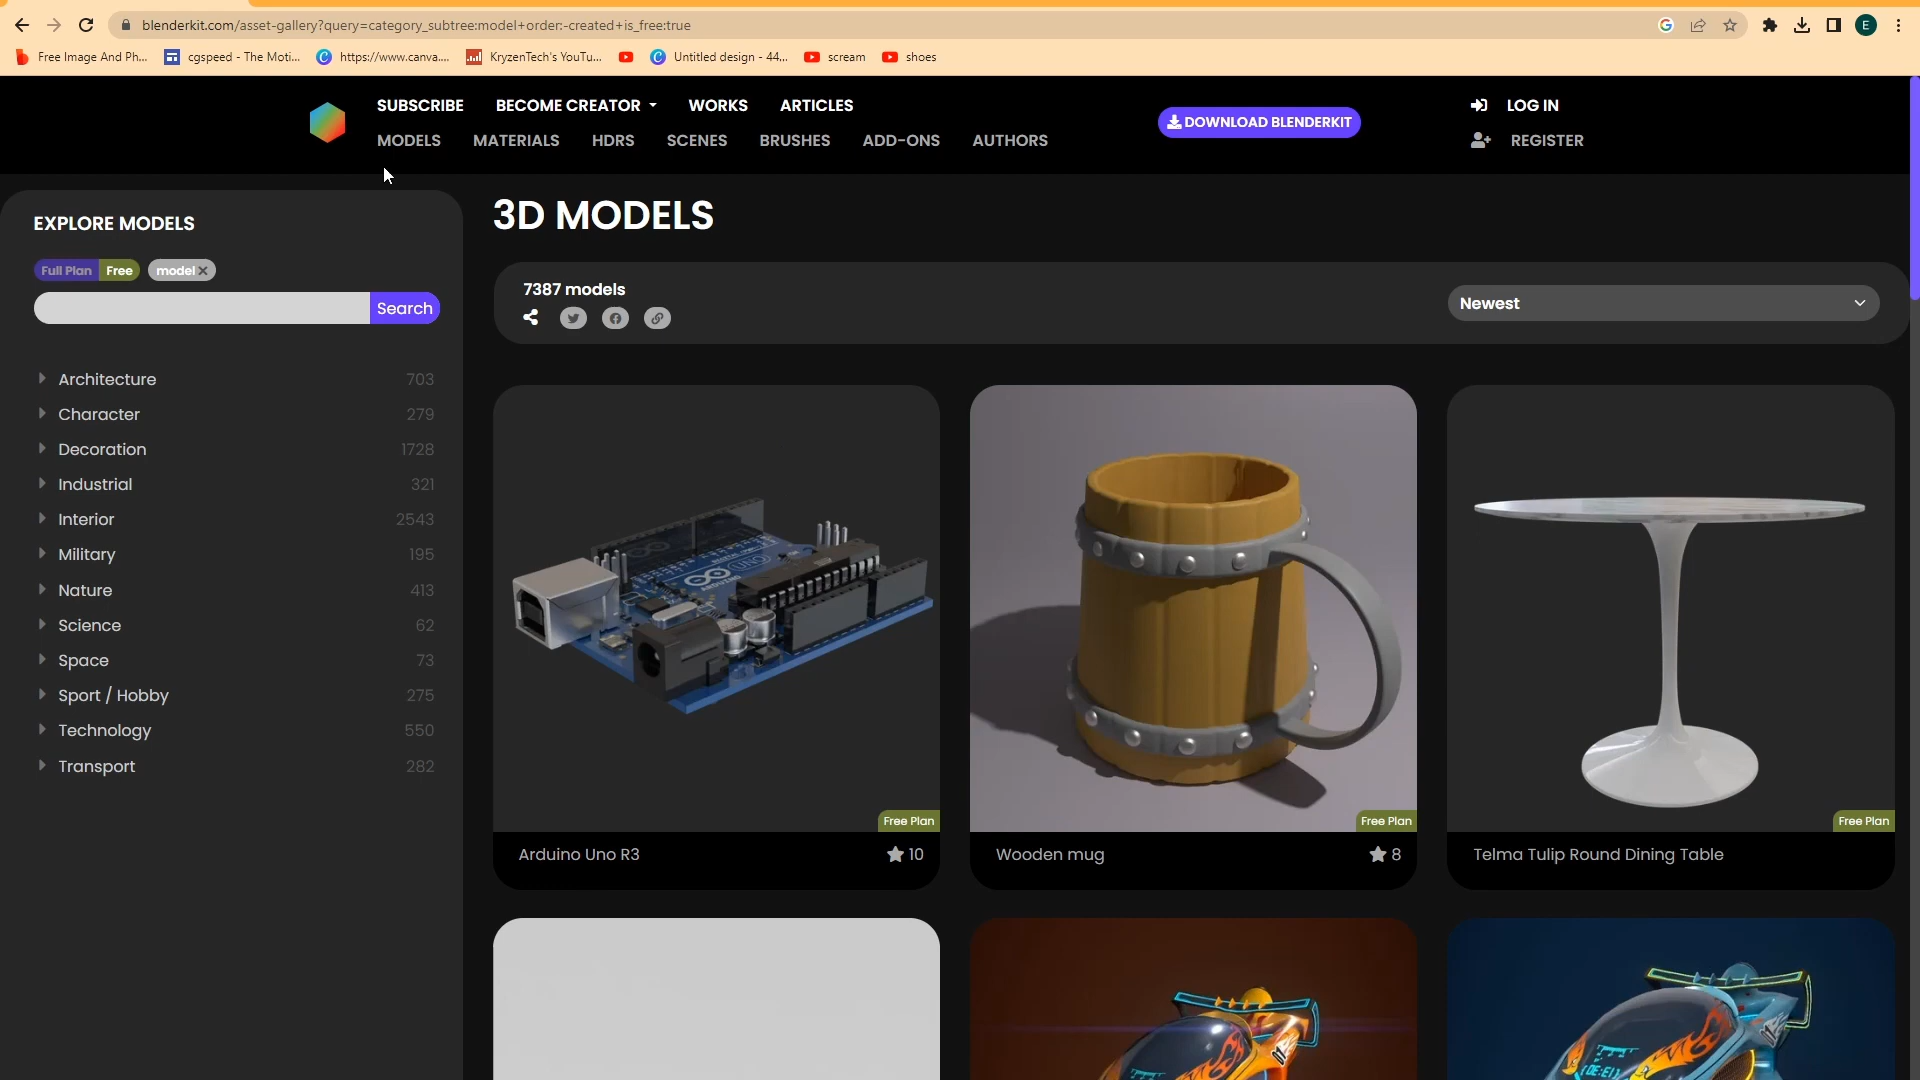 blenderkit.com/asset-gallery?query=category_subtree:model+order:-created+is_free:true
E
Free Image And Ph... cgspeed - The Moti... https://www.canva.... KryzenTech's YouTu... Untitled design - 44... scream shoes
SUBSCRIBE BECOME CREATOR WORKS ARTICLES
MODELS MATERIALS HDRS SCENES BRUSHES ADD-ONS AUTHORS
DOWNLOAD BLENDERKIT
LOG IN
REGISTER
EXPLORE MODELS
Full Plan Free model
Search
Architecture 703
Character 279
Decoration 1728
Industrial 321
Interior 2543
Military 195
Nature 413
Science 62
Space 73
Sport / Hobby 275
Technology 550
Transport 282
3D MODELS
7387 models
Newest
UNO
ARDUINO
Free Plan
Arduino Uno R3 10
Free Plan
Wooden mug 8
Free Plan
Telma Tulip Round Dining Table